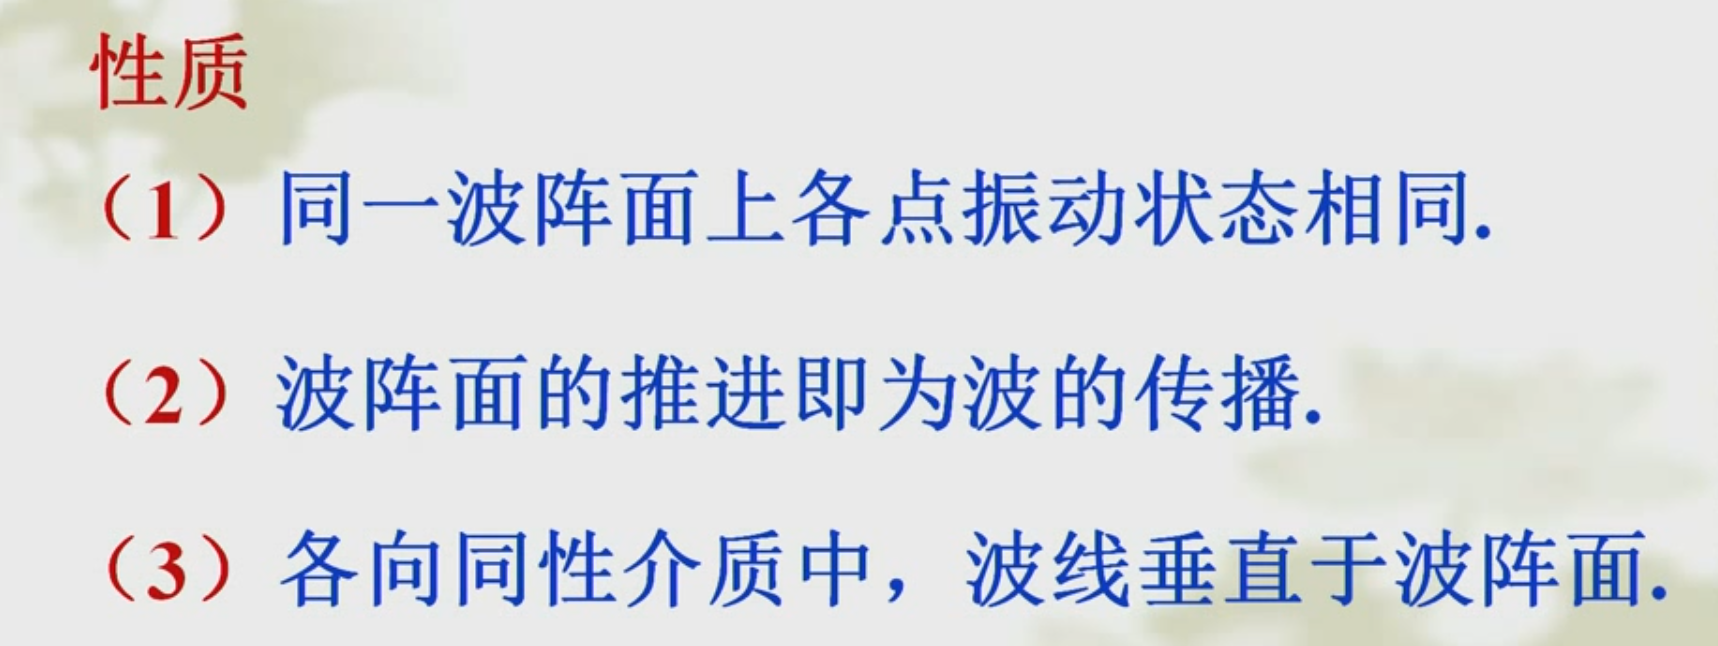 性质
（1）同一波阵面上各点振动状态相同.
（2）波阵面的推进即为波的传播.
（3）各向同性介质中，波线垂直于波阵面.